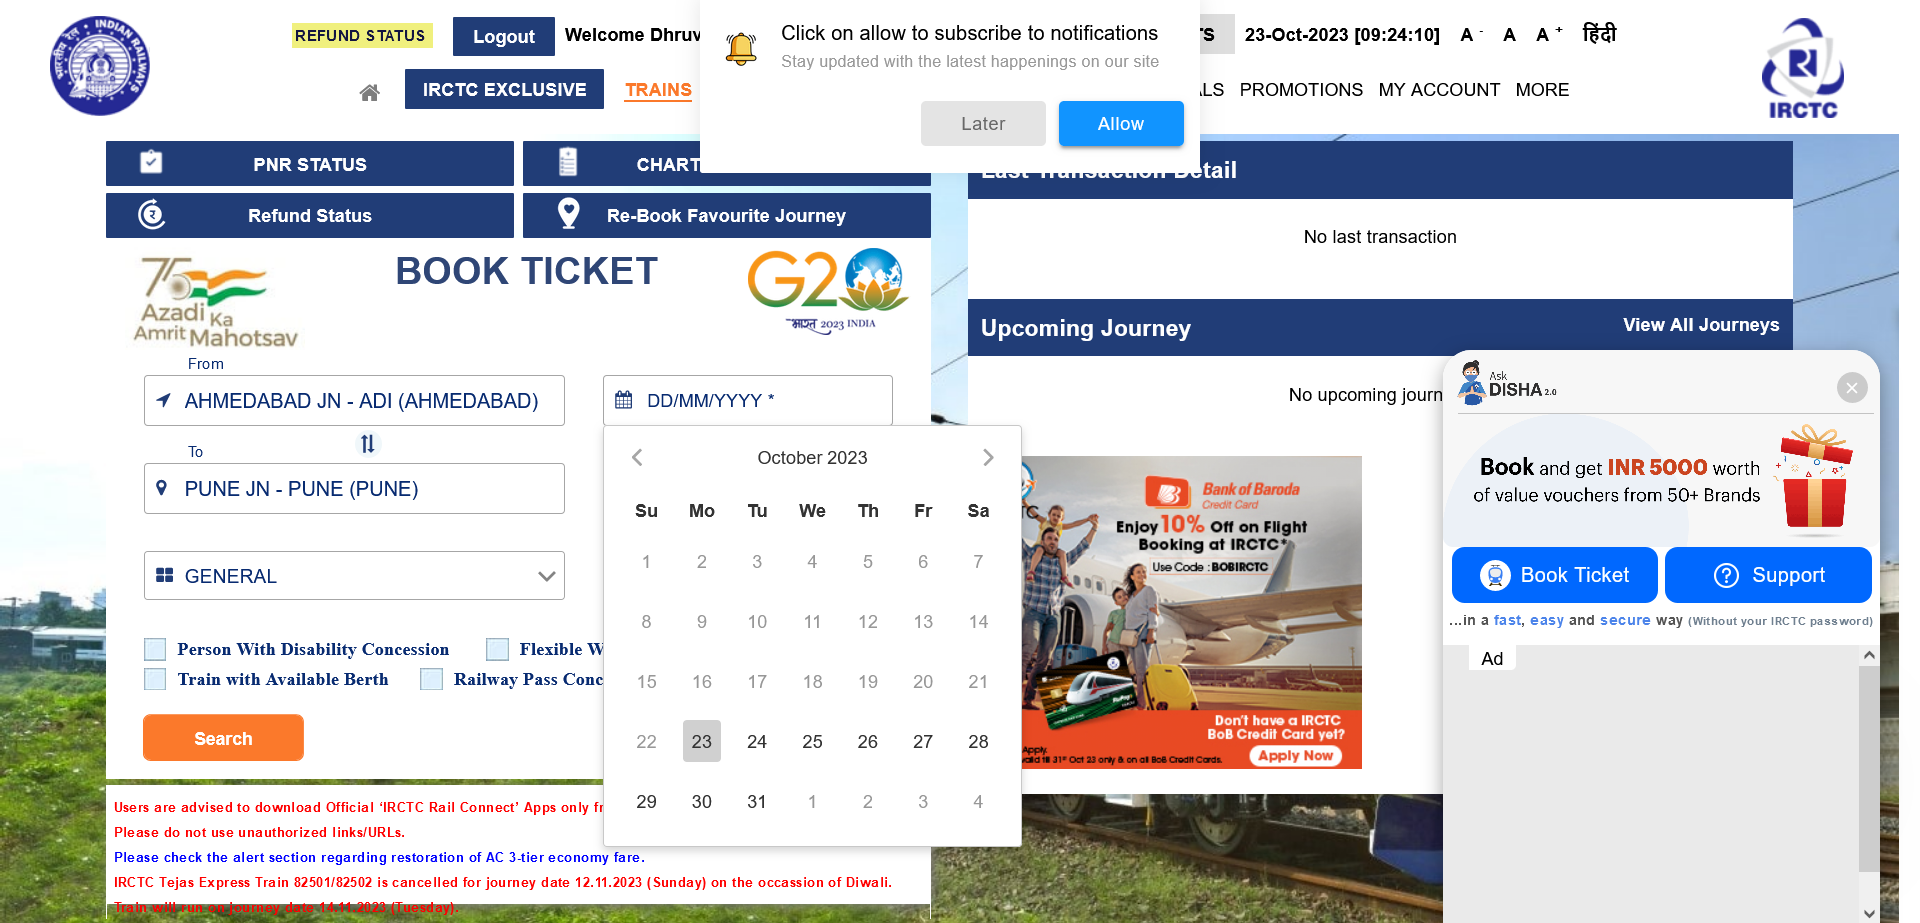 REFUND STATUS
Logout
Welcome Dhruv
TS
23-Oct-2023 [09:24:10]
A -
A
A +
हिंदी
Click on allow to subscribe to notifications
Stay updated with the latest happenings on our site
Later
Allow
IRCTC EXCLUSIVE
TRAINS
ALS
PROMOTIONS
MY ACCOUNT
MORE
INDIAN RAILWAYS
भारतीय रेल
IRCTC
PNR STATUS
CHART
Refund Status
Re-Book Favourite Journey
75
Azadi Ka
Amrit Mahotsav
BOOK TICKET
G20
भारत 2023 INDIA
From
AHMEDABAD JN - ADI (AHMEDABAD)
DD/MM/YYYY *
To
PUNE JN - PUNE (PUNE)
GENERAL
Person With Disability Concession
Flexible W
Train with Available Berth
Railway Pass Conc
Search
October 2023
Su Mo Tu We Th Fr Sa
1 2 3 4 5 6 7
8 9 10 11 12 13 14
15 16 17 18 19 20 21
22 23 24 25 26 27 28
29 30 31 1 2 3 4
Users are advised to download Official ‘IRCTC Rail Connect’ Apps only fr
Please do not use unauthorized links/URLs.
Please check the alert section regarding restoration of AC 3-tier economy fare.
IRCTC Tejas Express Train 82501/82502 is cancelled for journey date 12.11.2023 (Sunday) on the occassion of Diwali.
Train will run on journey date 14.11.2023 (Tuesday).
Last Transaction Detail
No last transaction
Upcoming Journey
View All Journeys
No upcoming journ
TC
Bank of Baroda
Credit Card
Enjoy 10% Off on Flight
Booking at IRCTC*
Use Code : BOBIRCTC
Don't have a IRCTC
BoB Credit Card yet?
Apply Now
Apply.
alid till 31st Oct 23 only & on all BoB Credit Cards.
Ask
DISHA 2.0
Book and get INR 5000 worth
of value vouchers from 50+ Brands
Book Ticket
Support
...in a fast, easy and secure way (Without your IRCTC password)
Ad